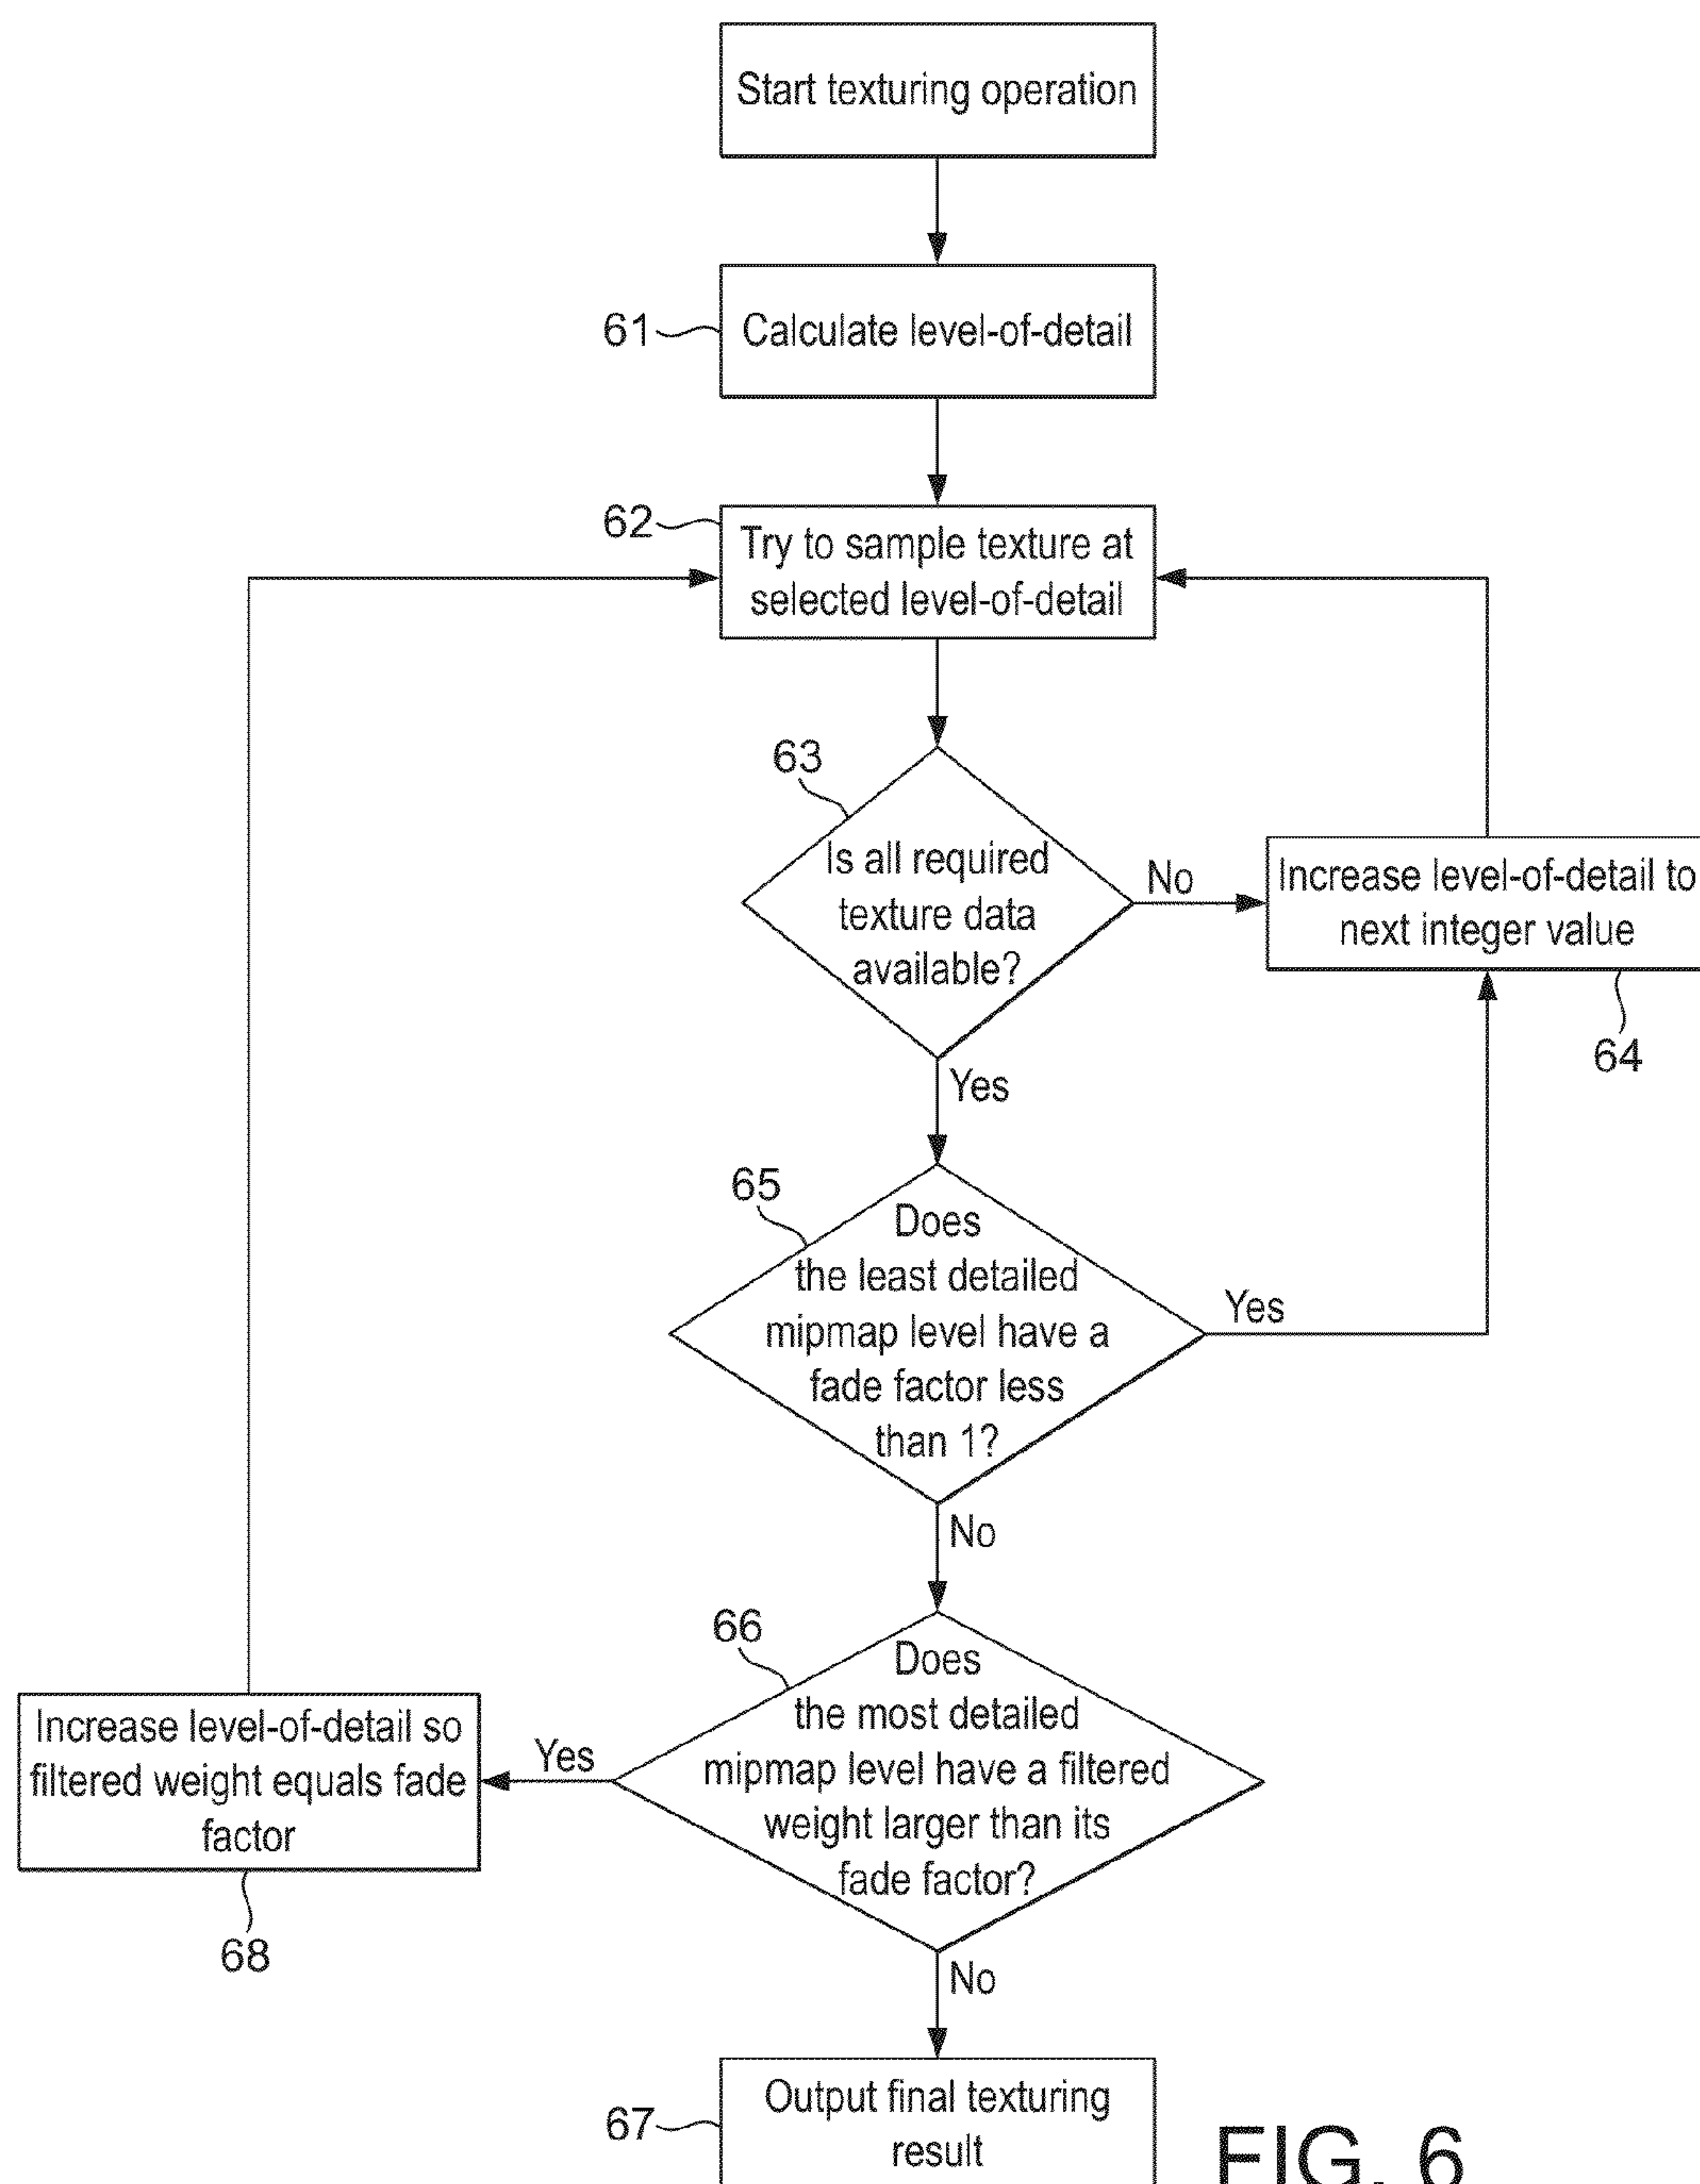 Start texturing operation
61
Calculate level-of-detail
62
Try to sample texture at
selected level-of-detail
63
Is all required
texture data
available?
No
Increase level-of-detail to
next integer value
64
Yes
65
Does
the least detailed
mipmap level have a
fade factor less
than 1?
Yes
No
66
Does
the most detailed
mipmap level have a filtered
weight larger than its
fade factor?
Yes
Increase level-of-detail so
filtered weight equals fade
factor
68
No
67
Output final texturing
result
FIG. 6